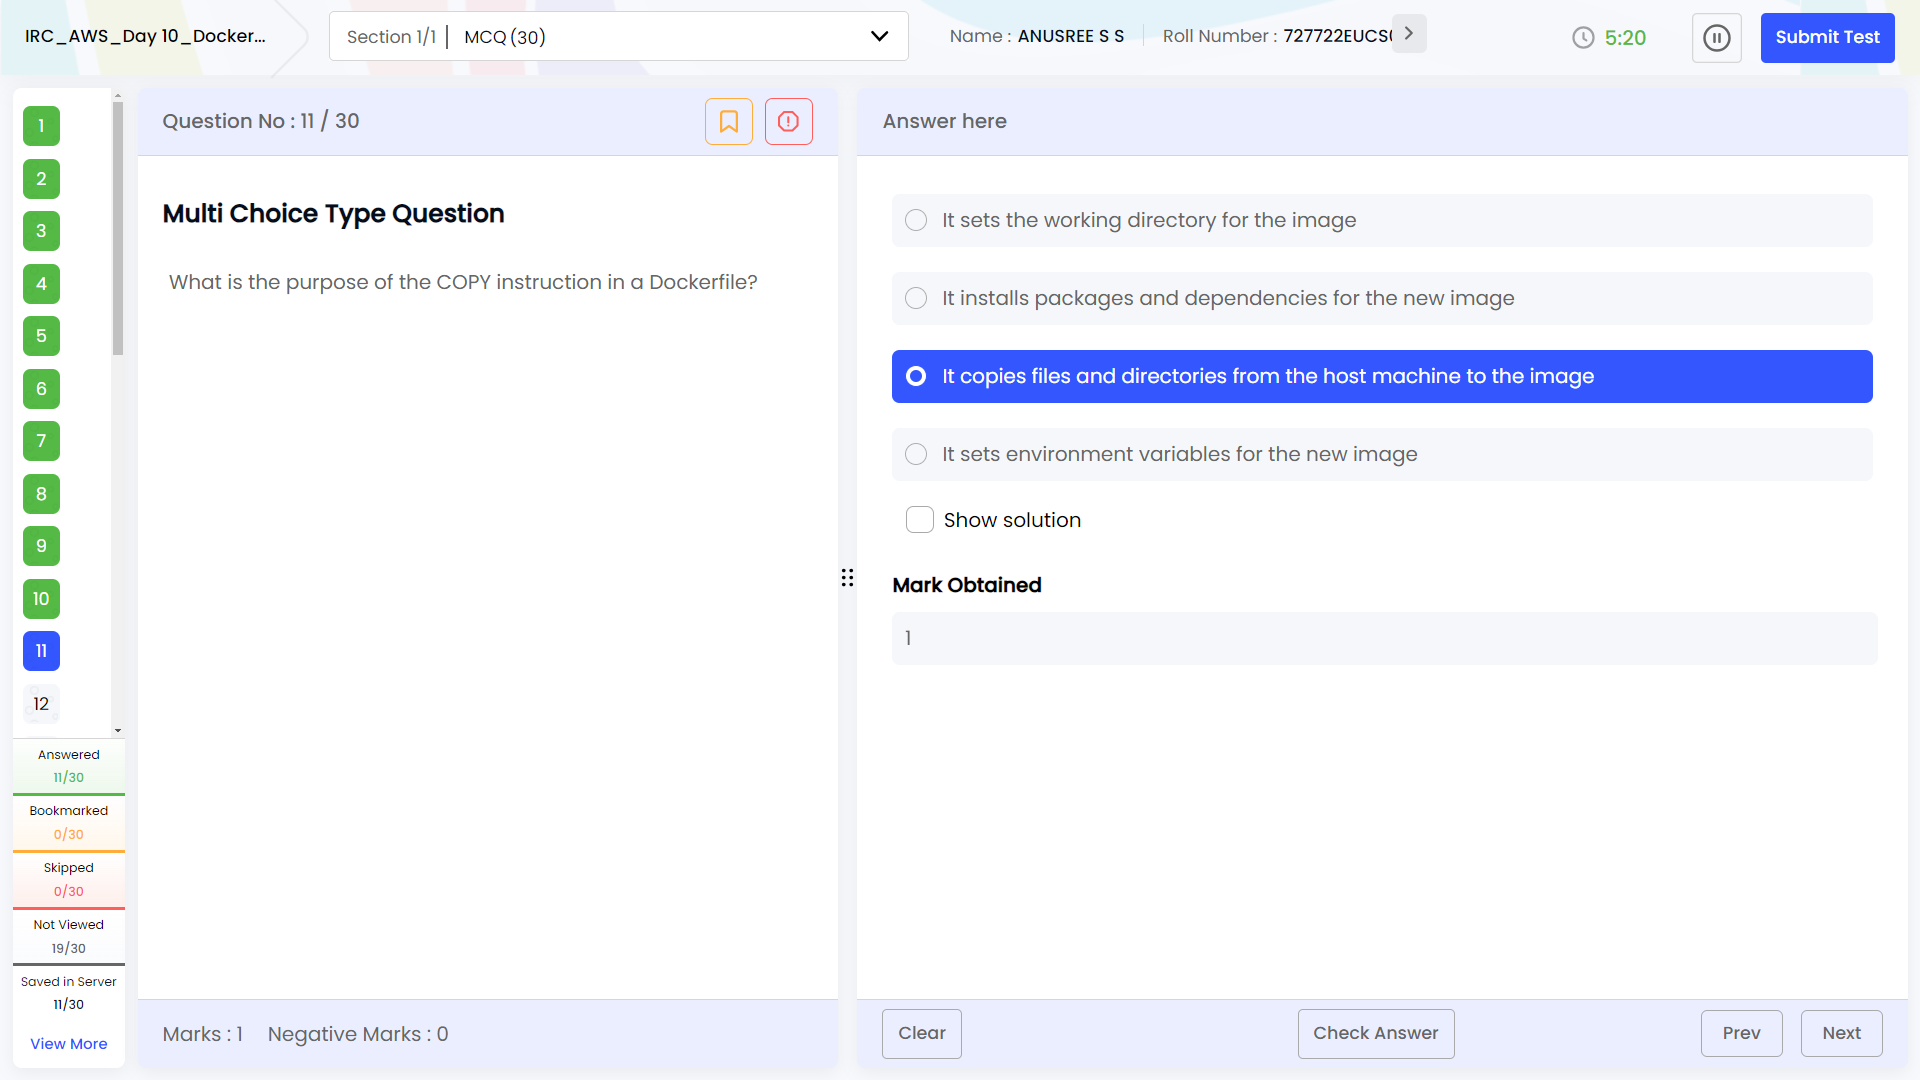 IRC_AWS_Day 10_Docker...
Section 1/1 | MCQ (30)
Name : ANUSREE S S
Roll Number : 727722EUCS
5:20
Submit Test
1
2
3
4
5
6
7
8
9
10
11
12
Answered
11/30
Bookmarked
0/30
Skipped
0/30
Not Viewed
19/30
Saved in Server
11/30
View More
Question No : 11 / 30
Multi Choice Type Question
What is the purpose of the COPY instruction in a Dockerfile?
Marks : 1 Negative Marks : 0
Answer here
It sets the working directory for the image
It installs packages and dependencies for the new image
It copies files and directories from the host machine to the image
It sets environment variables for the new image
Show solution
Mark Obtained
1
Clear
Check Answer
Prev
Next